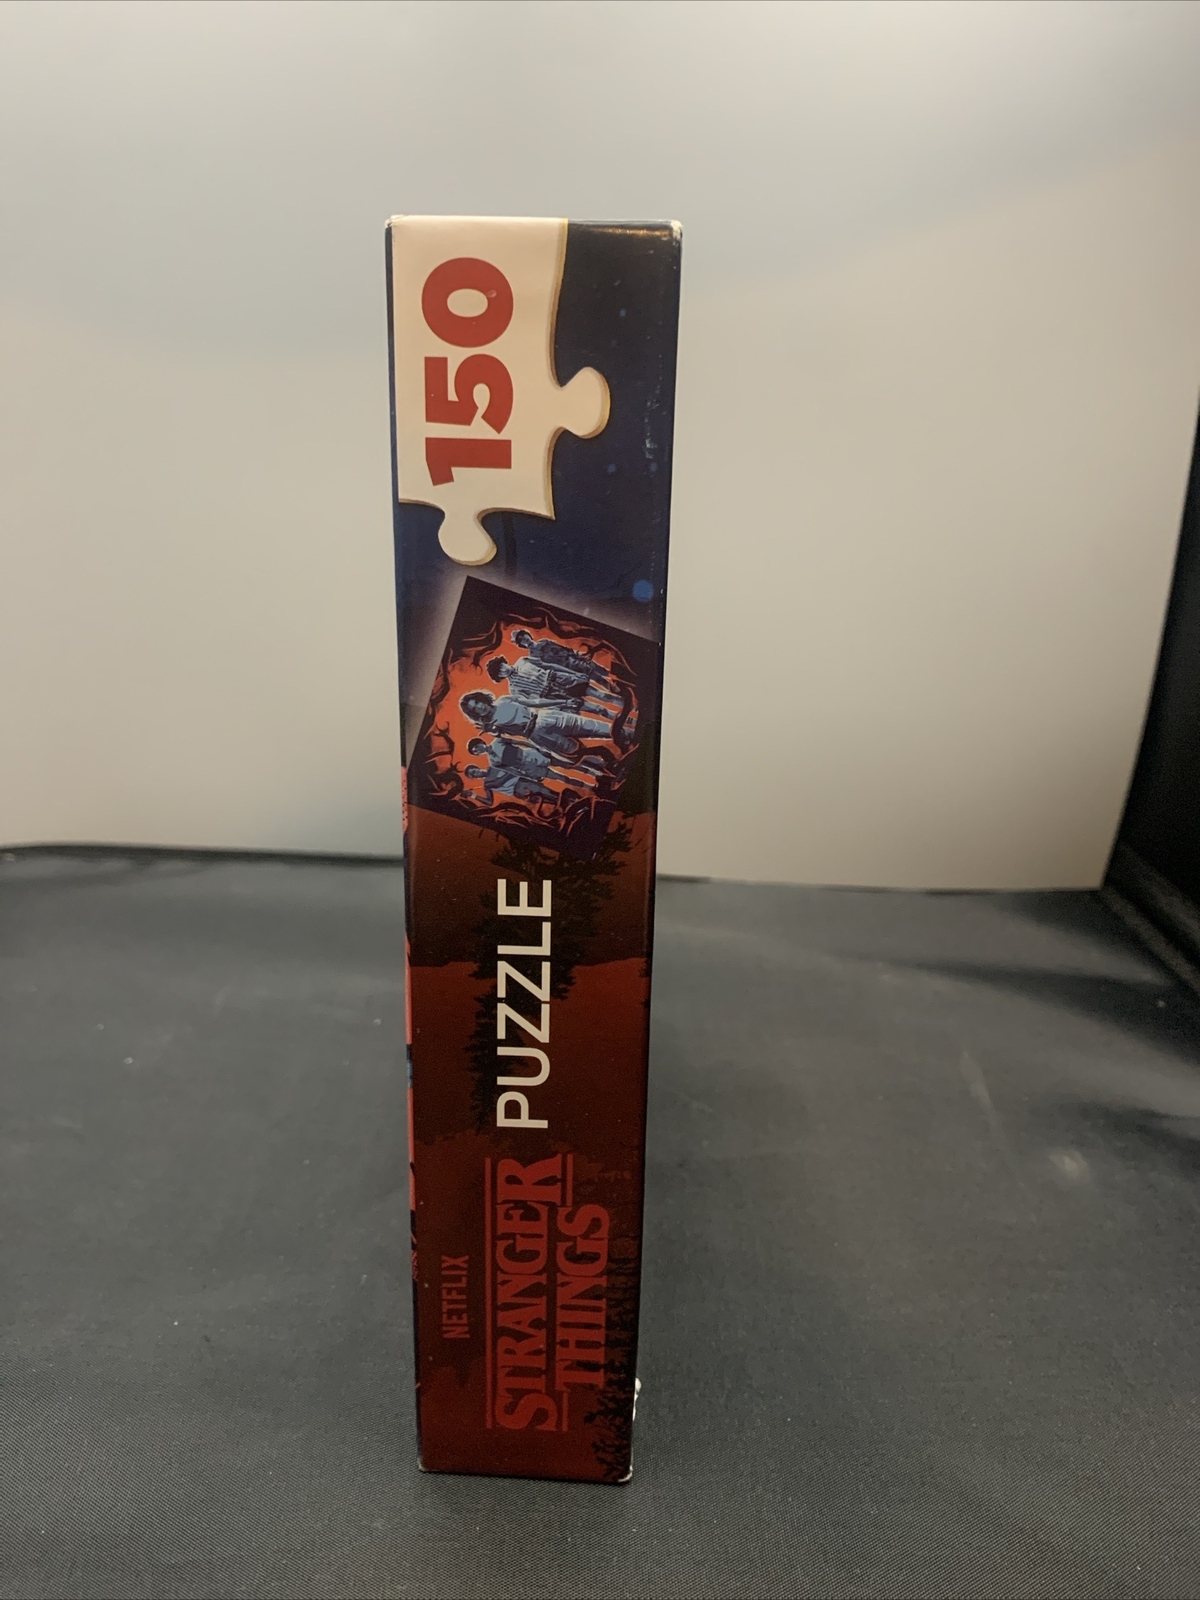 NETFLIX
STRANGER
THINGS
PUZZLE
150